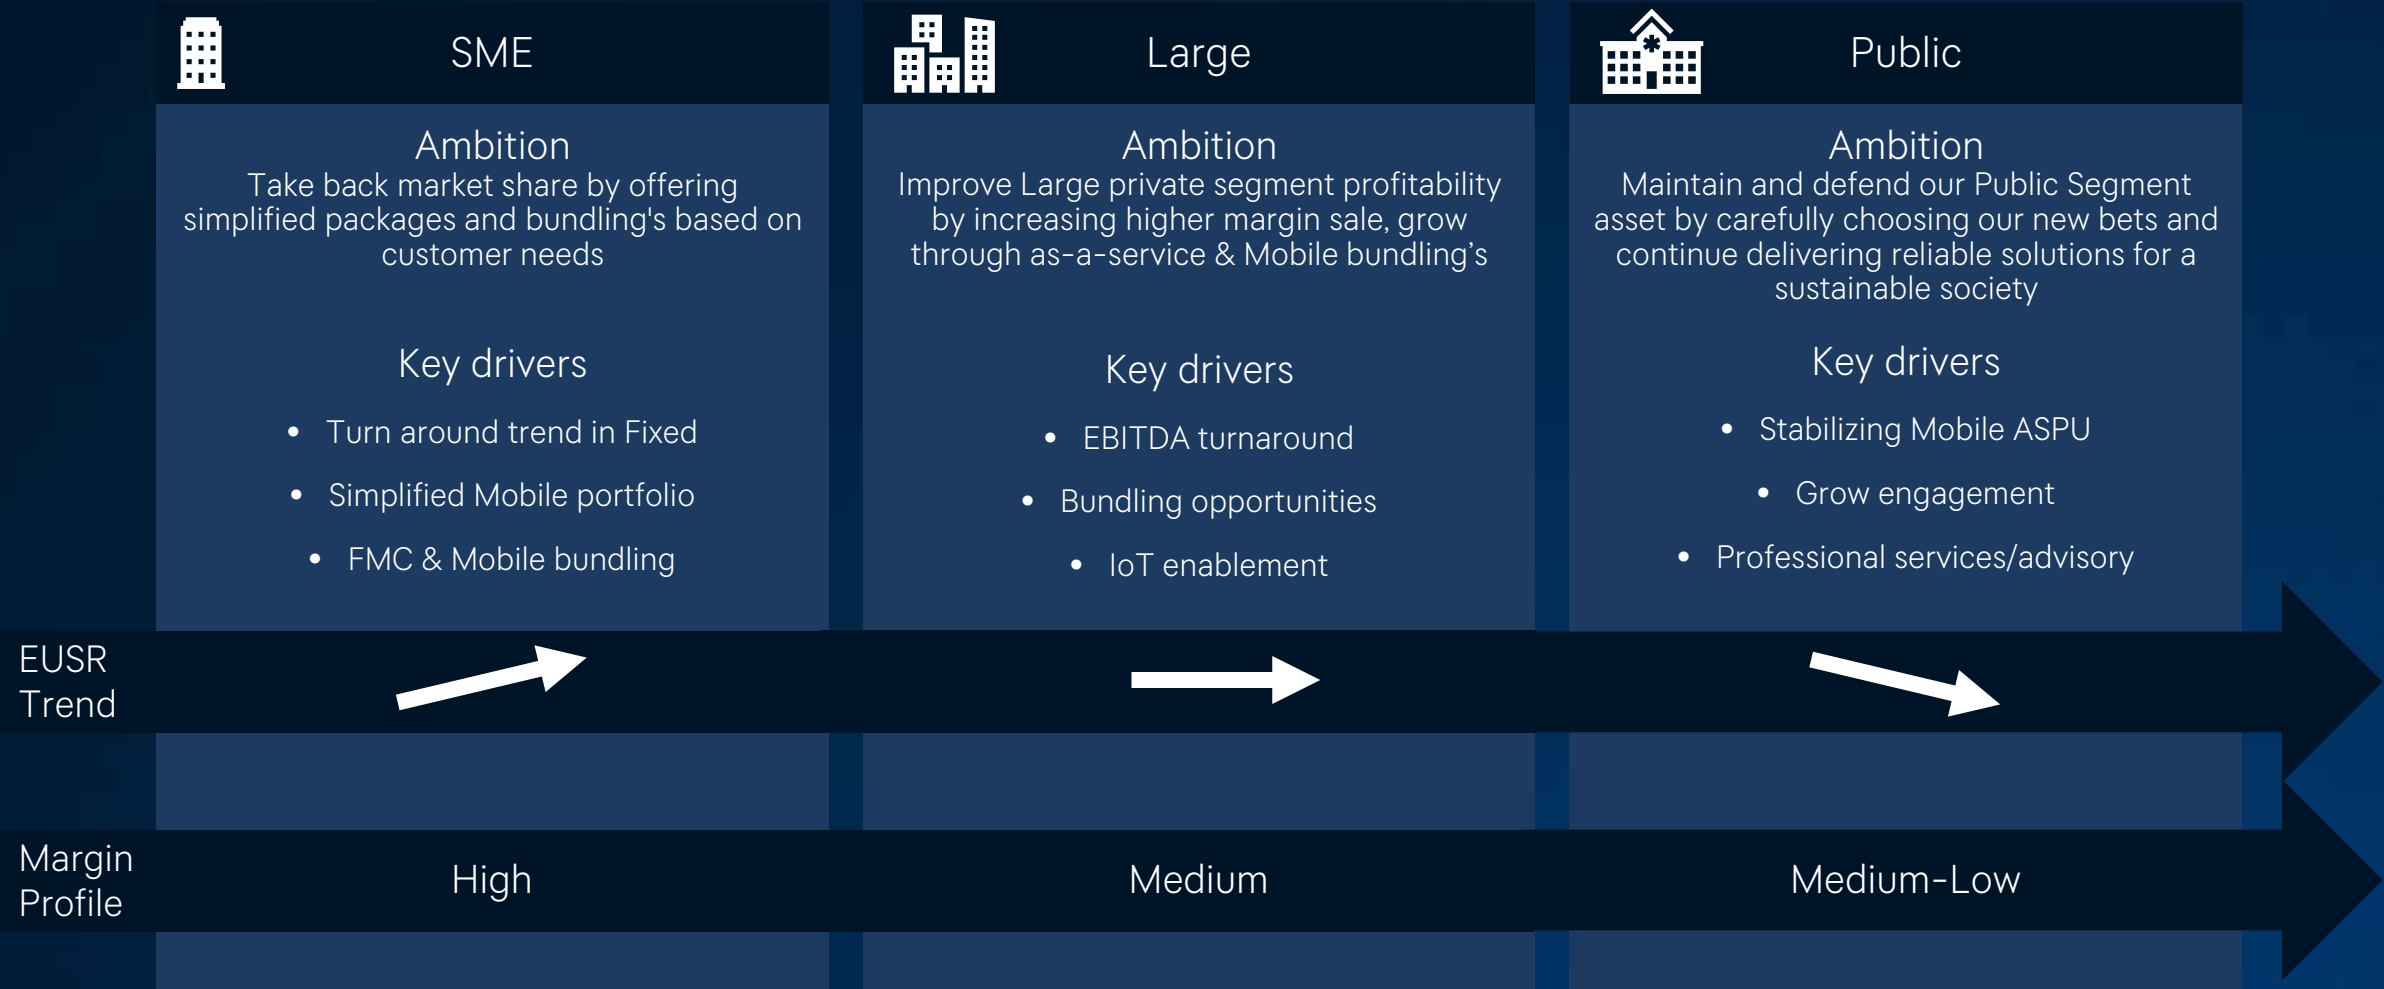 SME
Ambition
Take back market share by offering
simplified packages and bundling's based on
customer needs
Key drivers
• Turn around trend in Fixed
• Simplified Mobile portfolio
• FMC & Mobile bundling
Large
Ambition
Improve Large private segment profitability
by increasing higher margin sale, grow
through as-a-service & Mobile bundling’s
Key drivers
• EBITDA turnaround
• Bundling opportunities
• IoT enablement
Public
Ambition
Maintain and defend our Public Segment
asset by carefully choosing our new bets and
continue delivering reliable solutions for a
sustainable society
Key drivers
• Stabilizing Mobile ASPU
• Grow engagement
• Professional services/advisory
EUSR
Trend
Margin
Profile
High
Medium
Medium-Low